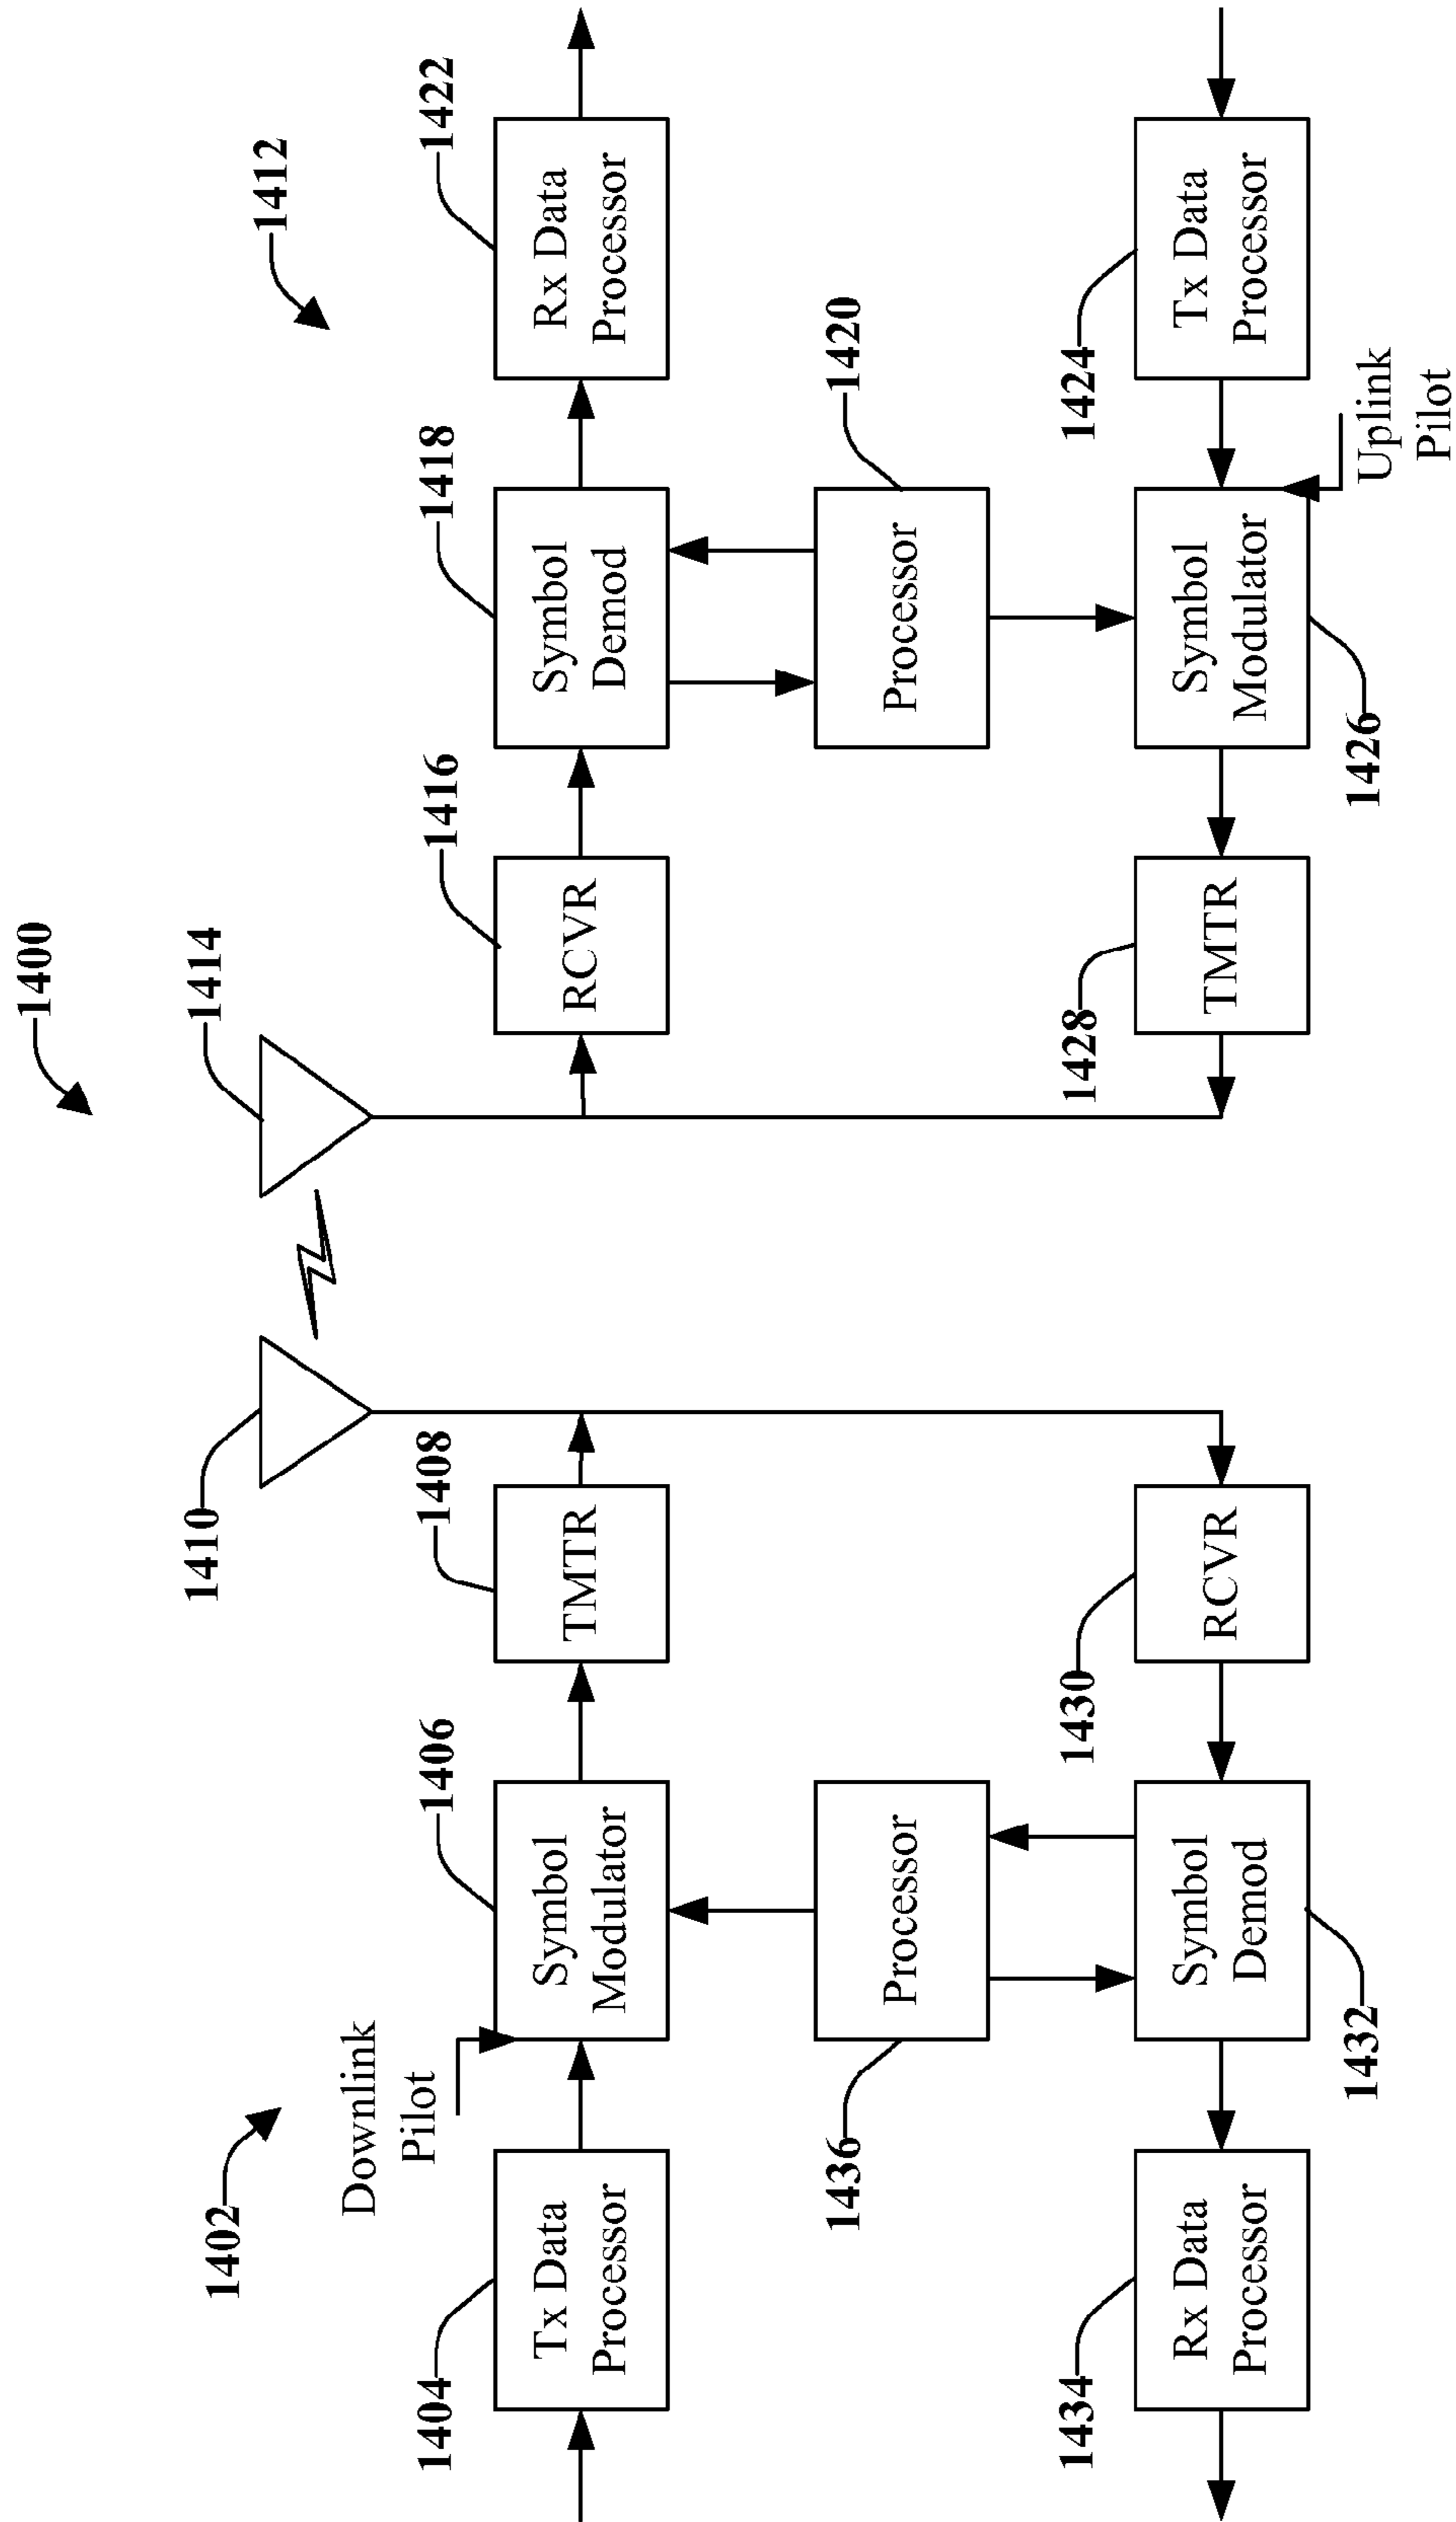 1400
1402
1410
1414
1412
Downlink
Pilot
1404
1406
1408
1416
1418
1422
Tx Data
Processor
Symbol
Modulator
TMTR
RCVR
Symbol
Demod
Rx Data
Processor
1436
1420
Processor
Processor
1434
1430
1428
1424
Rx Data
Processor
Symbol
Demod
RCVR
TMTR
Symbol
Modulator
Tx Data
Processor
1432
1426
Uplink
Pilot